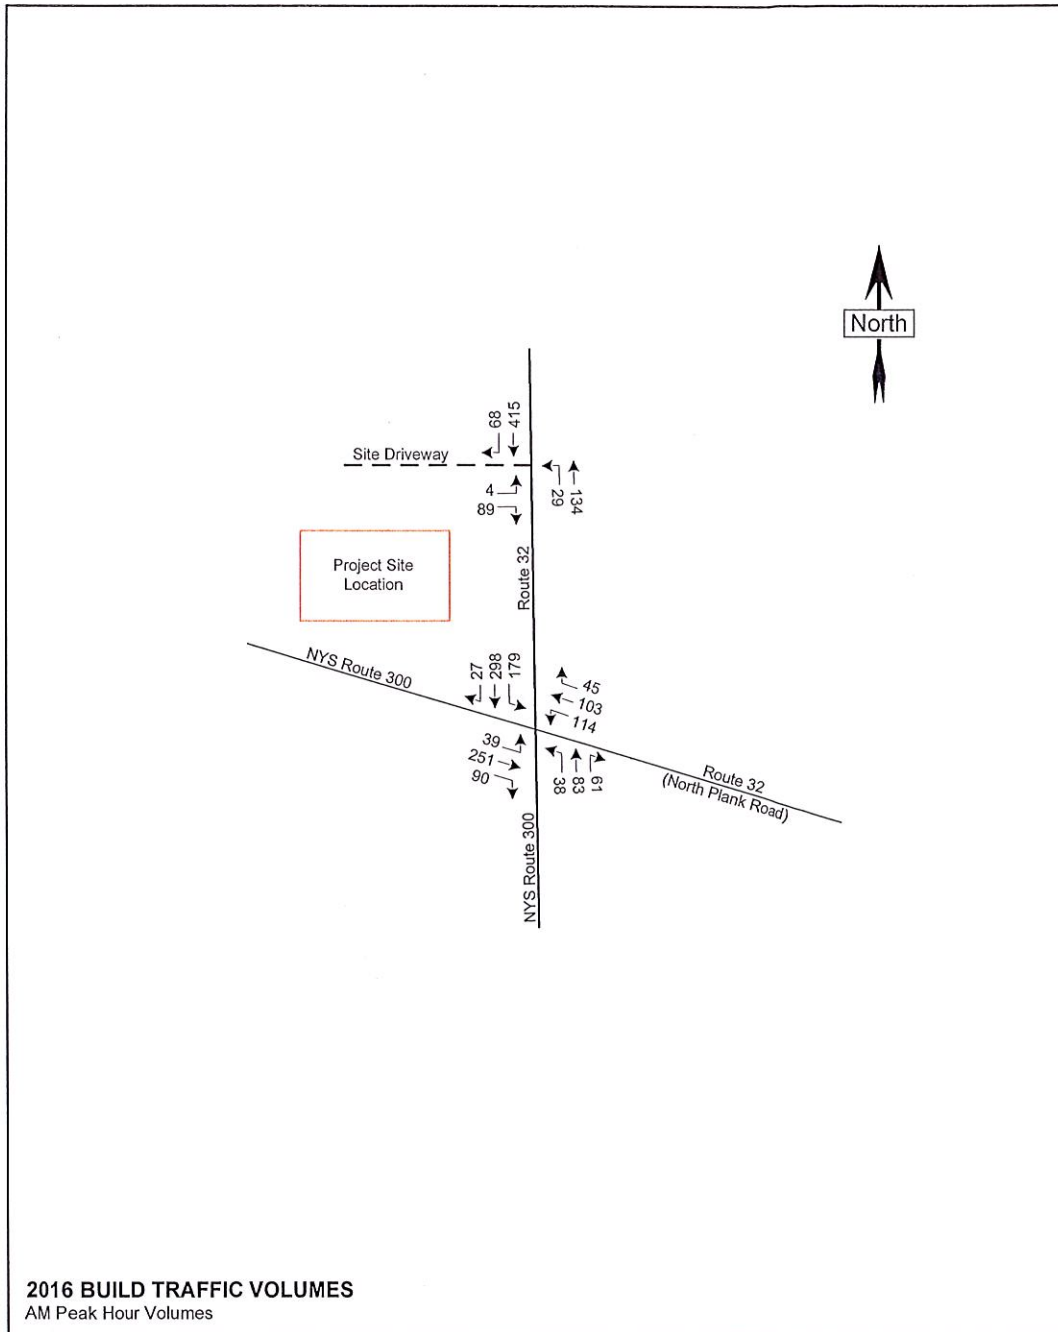 North
68
415
Site Driveway
4
89
29
134
Project Site
Location
Route 32
NYS Route 300
27
298
179
45
103
114
39
251
90
38
83
61
Route 32
(North Plank Road)
NYS Route 300
2016 BUILD TRAFFIC VOLUMES
AM Peak Hour Volumes